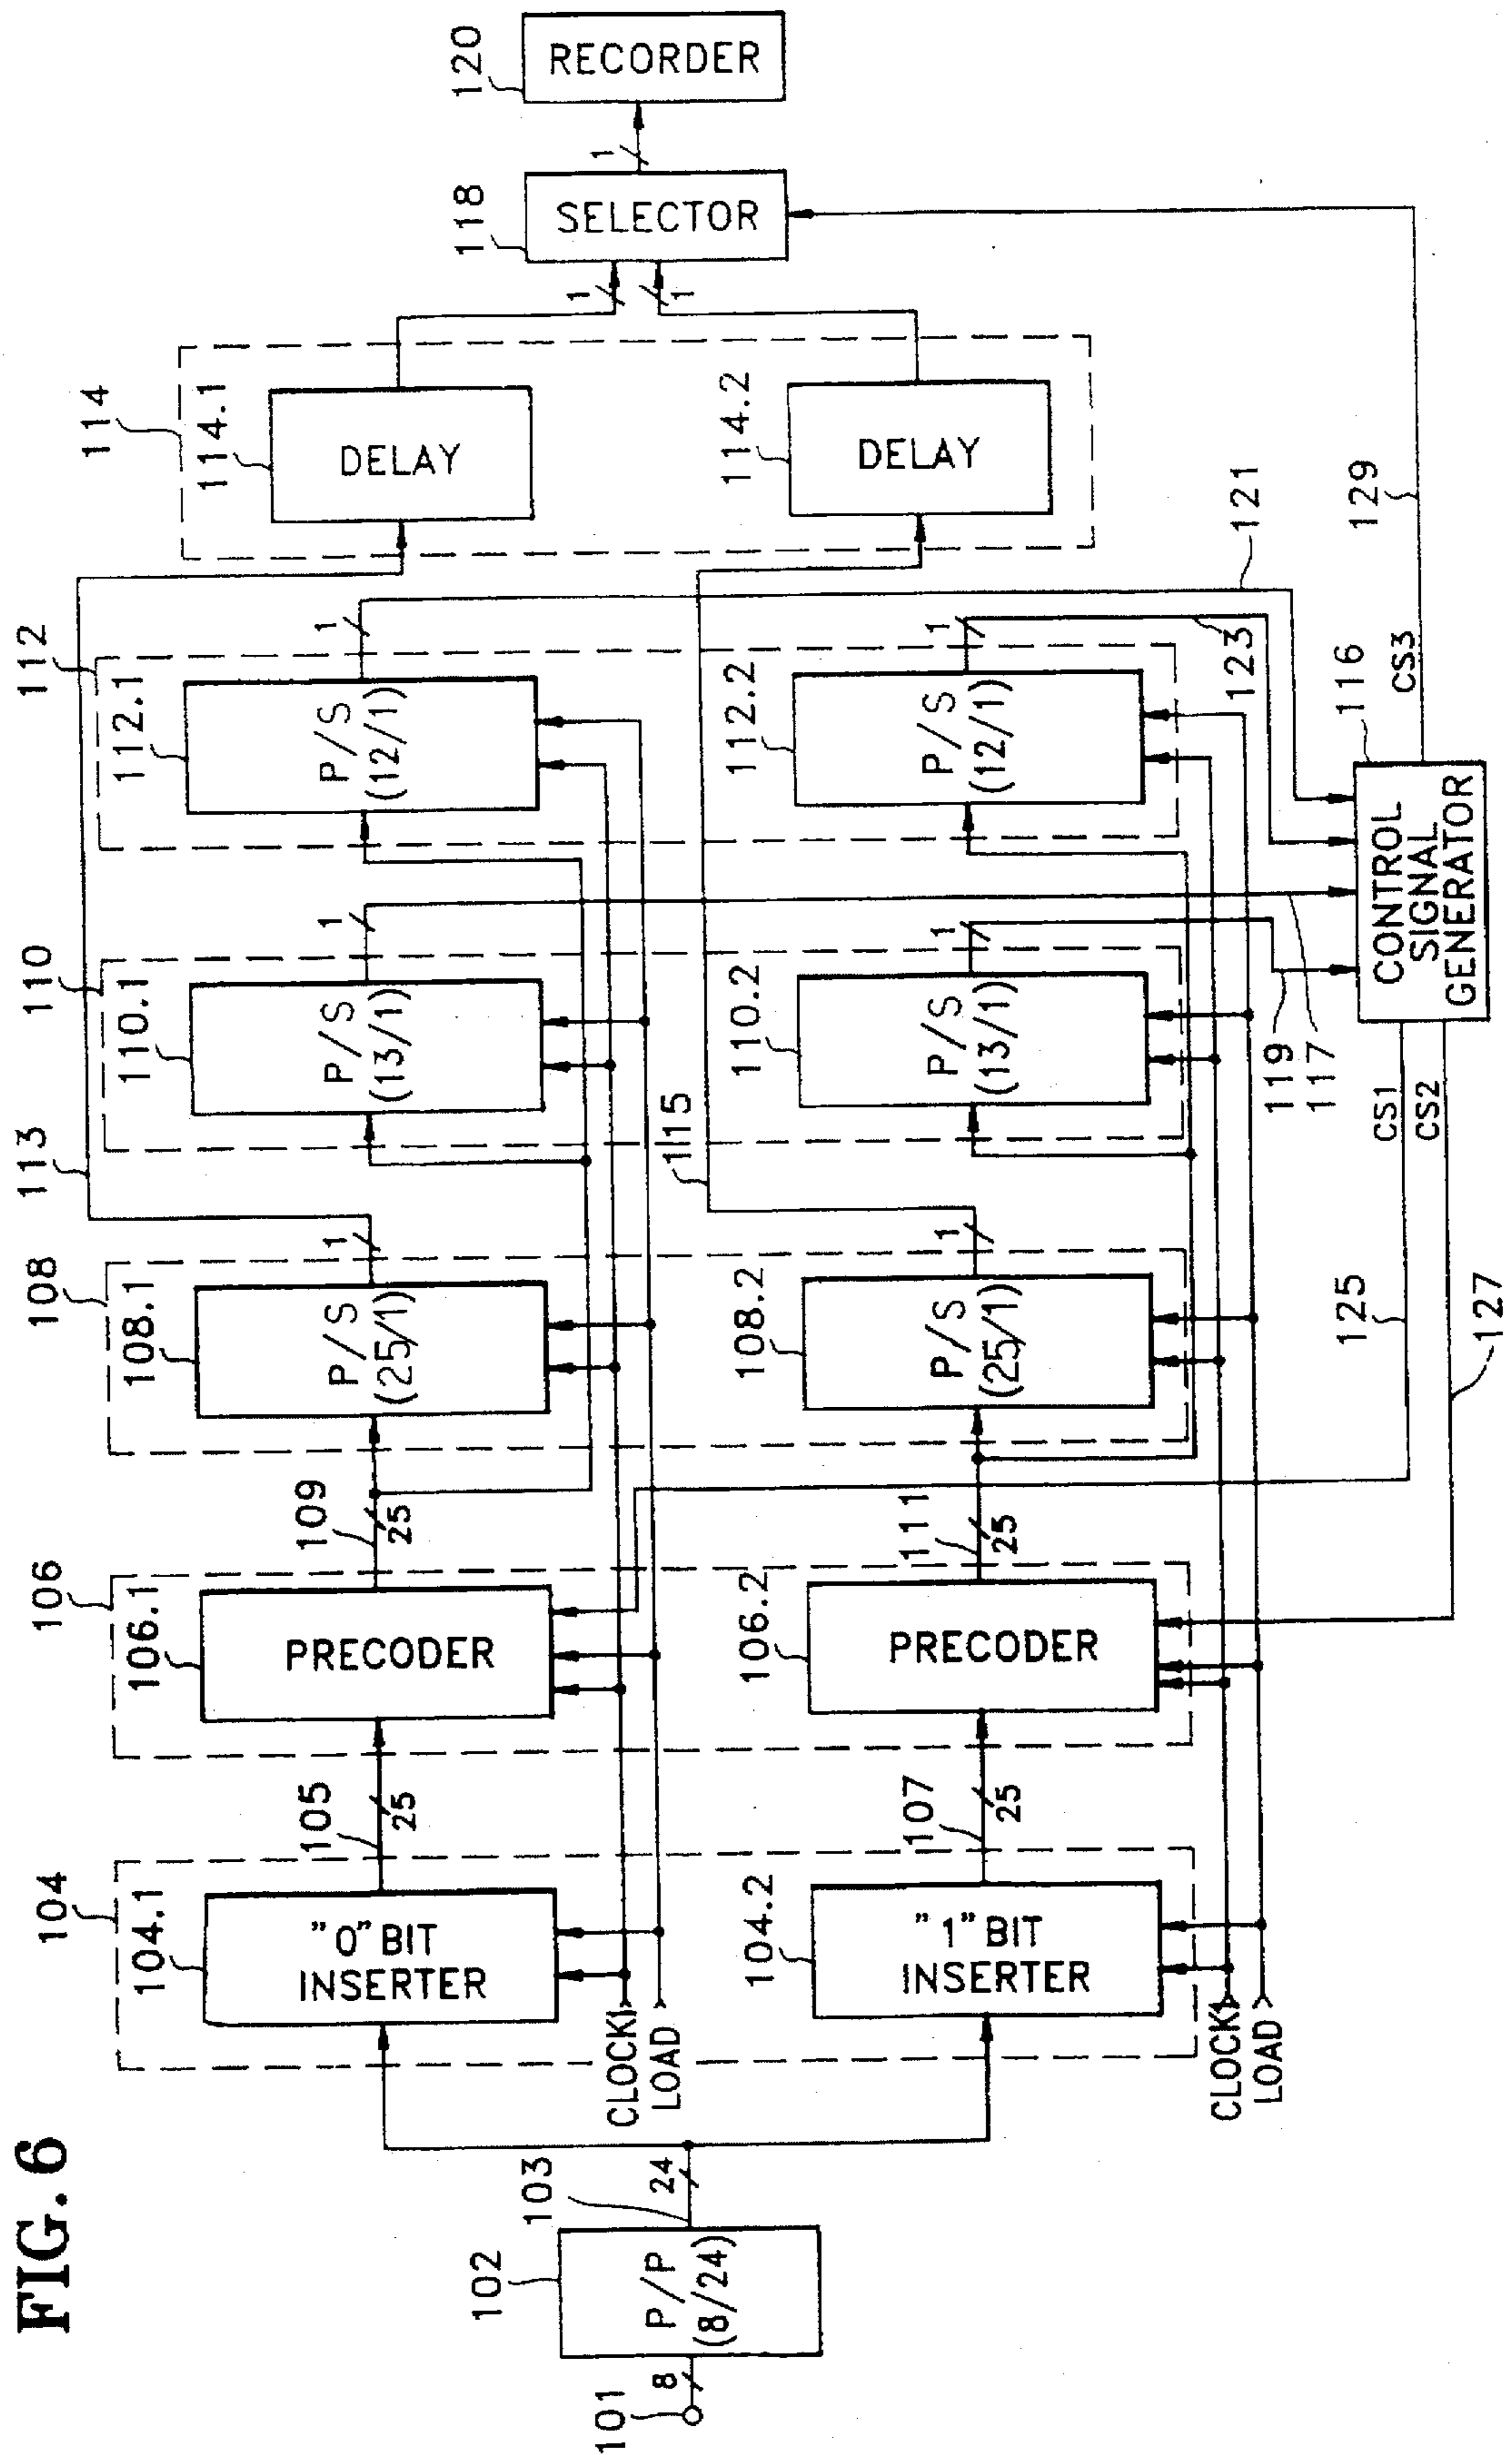 FIG. 6
101
8
102
P/P
(8/24)
103
24
104
104.1
"0" BIT
INSERTER
CLOCK1
LOAD
104.2
"1" BIT
INSERTER
CLOCK1
LOAD
105
25
107
25
106
106.1
PRECODER
106.2
PRECODER
109
25
111
25
108
108.1
P/S
(25/1)
1
108.2
P/S
(25/1)
1
113
115
110
110.1
P/S
(13/1)
1
110.2
P/S
(13/1)
1
112
112.1
P/S
(12/1)
1
112.2
P/S
(12/1)
1
114
114.1
DELAY
114.2
DELAY
1
1
118
SELECTOR
1
120
RECORDER
121
123
119
117
116
CONTROL
SIGNAL
GENERATOR
CS1
CS2
CS3
125
127
129